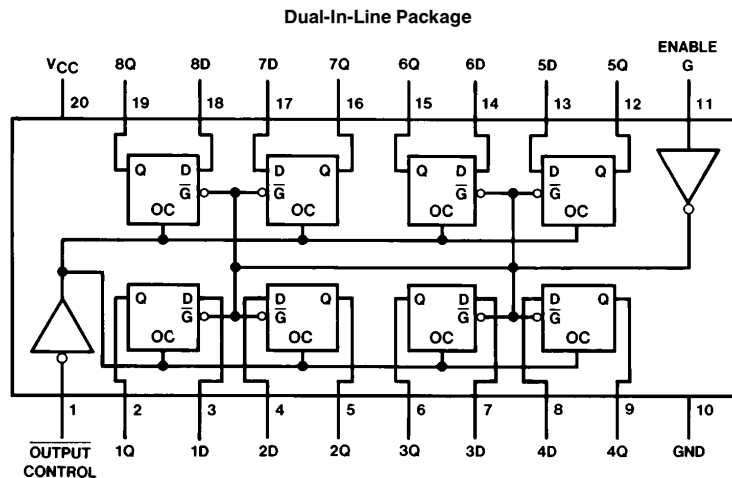 Dual-In-Line Package
ENABLE
VCC 8Q 8D 7D 7Q 6Q 6D 5D 5Q G
20 19 18 17 16 15 14 13 12 11
Q D D Q Q D D Q
G G G G
OC OC OC OC
Q D D Q Q D D Q
G G G G
OC OC OC OC
1 2 3 4 5 6 7 8 9 10
OUTPUT 1Q 1D 2D 2Q 3Q 3D 4D 4Q GND
CONTROL